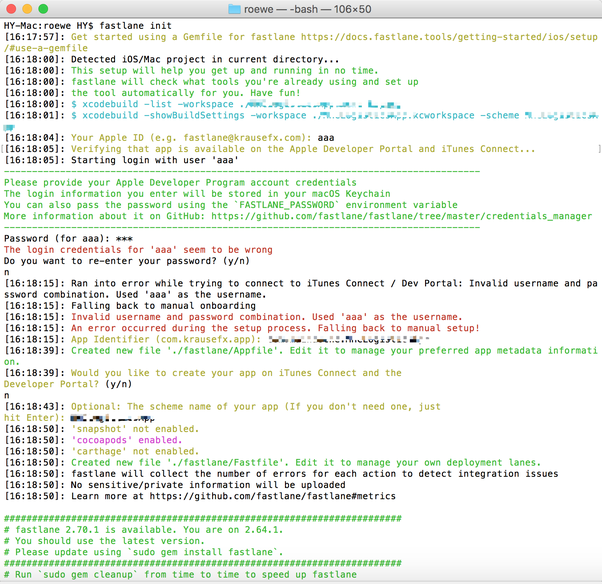 roewe — -bash — 106×50
HY-Mac:roewe HY$ fastlane init
[16:17:57]: Get started using a Gemfile for fastlane https://docs.fastlane.tools/getting-started/ios/setup
/#use-a-gemfile
[16:18:00]: Detected iOS/Mac project in current directory...
[16:18:00]: This setup will help you get up and running in no time.
[16:18:00]: fastlane will check what tools you're already using and set up
[16:18:00]: the tool automatically for you. Have fun!
[16:18:00]: $ xcodebuild -list -workspace ./
[16:18:01]: $ xcodebuild -showBuildSettings -workspace ./ .xcworkspace -scheme
[16:18:04]: Your Apple ID (e.g. fastlane@krausefx.com): aaa
[16:18:05]: Verifying that app is available on the Apple Developer Portal and iTunes Connect...
[16:18:05]: Starting login with user 'aaa'
-------------------------------------------------------------------------------------
Please provide your Apple Developer Program account credentials
The login information you enter will be stored in your macOS Keychain
You can also pass the password using the `FASTLANE_PASSWORD` environment variable
More information about it on GitHub: https://github.com/fastlane/fastlane/tree/master/credentials_manager
-------------------------------------------------------------------------------------
Password (for aaa): ***
The login credentials for 'aaa' seem to be wrong
Do you want to re-enter your password? (y/n)
n
[16:18:15]: Ran into error while trying to connect to iTunes Connect / Dev Portal: Invalid username and pa
ssword combination. Used 'aaa' as the username.
[16:18:15]: Falling back to manual onboarding
[16:18:15]: Invalid username and password combination. Used 'aaa' as the username.
[16:18:15]: An error occurred during the setup process. Falling back to manual setup!
[16:18:15]: App Identifier (com.krausefx.app):
[16:18:39]: Created new file './fastlane/Appfile'. Edit it to manage your preferred app metadata informati
on.
[16:18:39]: Would you like to create your app on iTunes Connect and the
Developer Portal? (y/n)
n
[16:18:43]: Optional: The scheme name of your app (If you don't need one, just
hit Enter):
[16:18:50]: 'snapshot' not enabled.
[16:18:50]: 'cocoapods' enabled.
[16:18:50]: 'carthage' not enabled.
[16:18:50]: Created new file './fastlane/Fastfile'. Edit it to manage your own deployment lanes.
[16:18:50]: fastlane will collect the number of errors for each action to detect integration issues
[16:18:50]: No sensitive/private information will be uploaded
[16:18:50]: Learn more at https://github.com/fastlane/fastlane#metrics
#######################################################################
# fastlane 2.70.1 is available. You are on 2.64.1.
# You should use the latest version.
# Please update using `sudo gem install fastlane`.
#######################################################################
# Run `sudo gem cleanup` from time to time to speed up fastlane